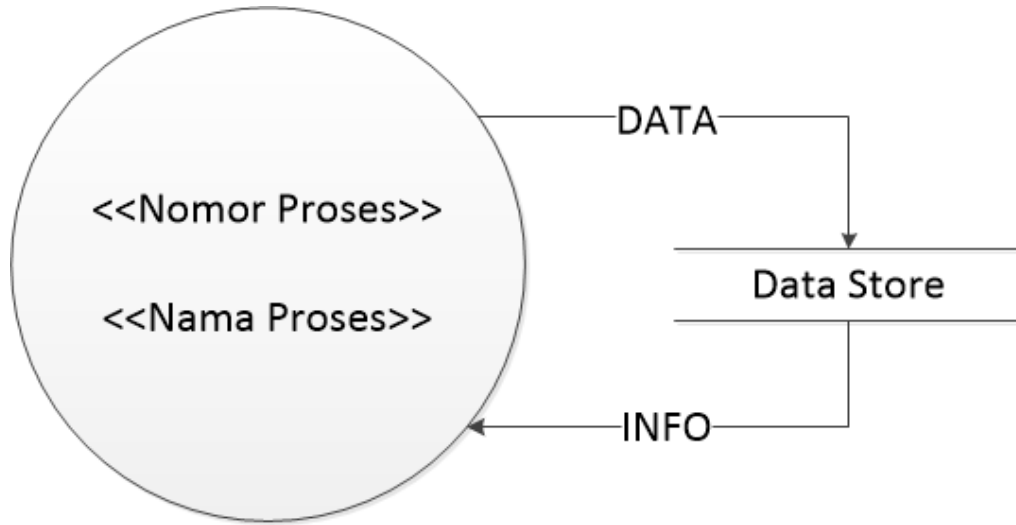 <<Nomor Proses>>
<<Nama Proses>>
DATA
Data Store
INFO